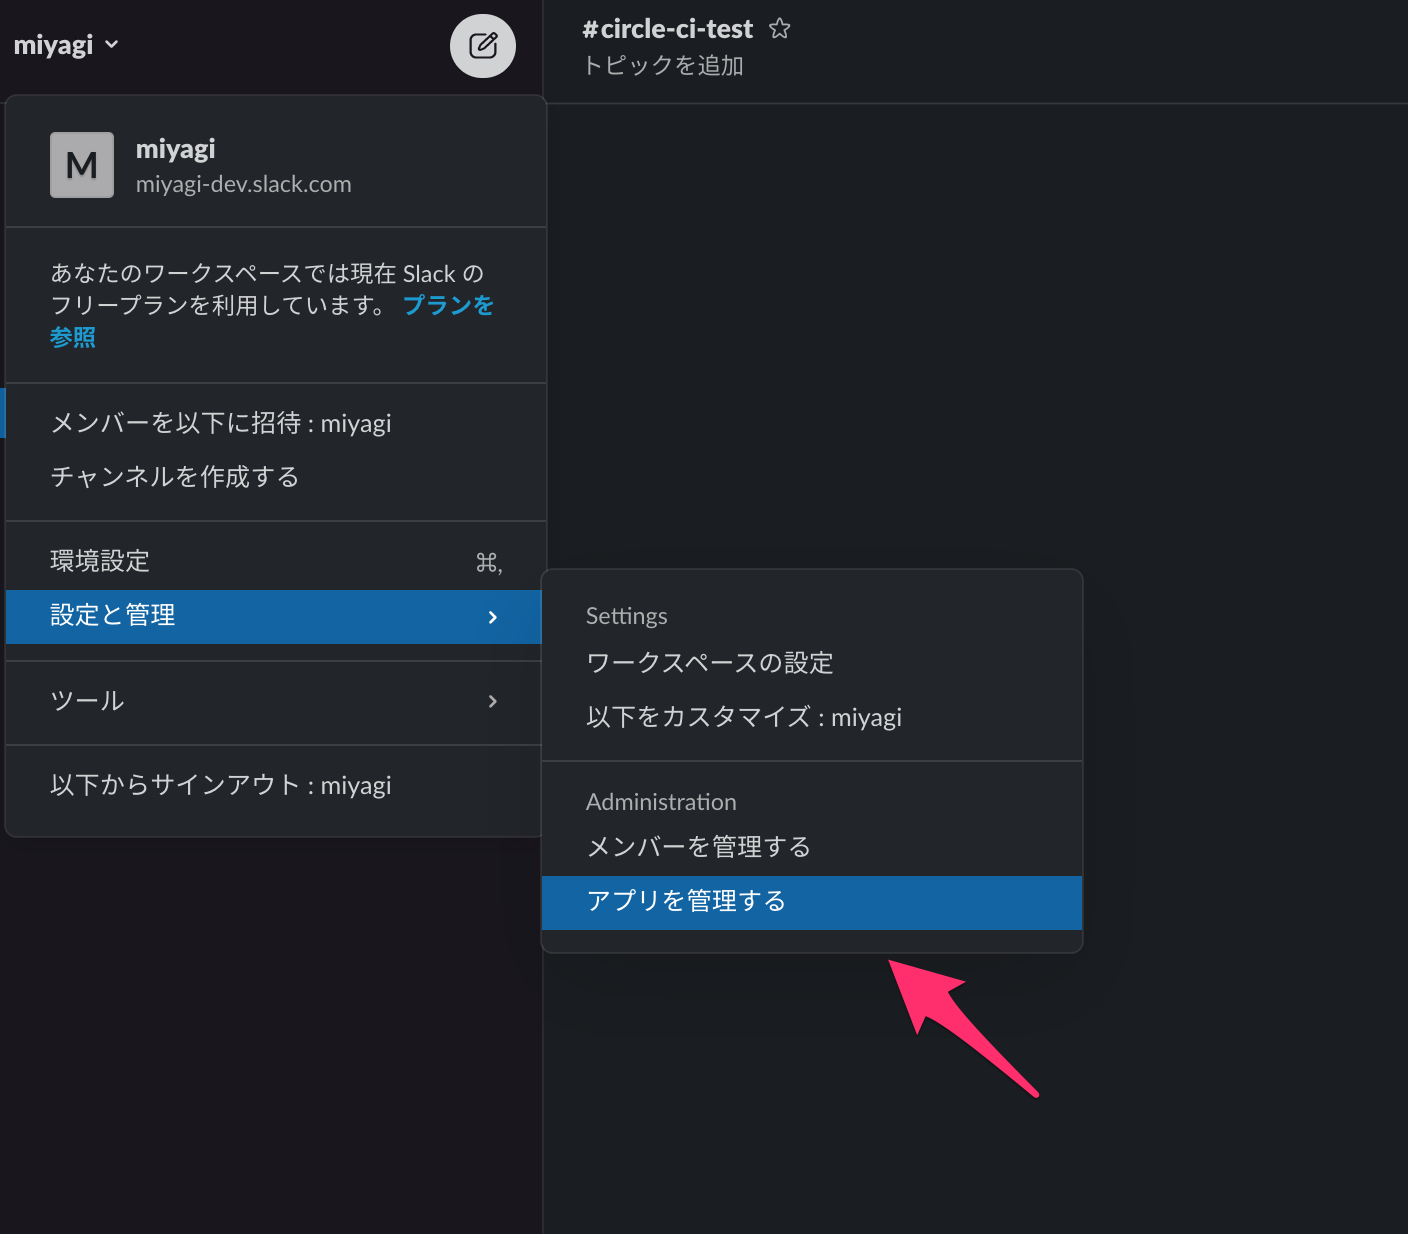 miyagi
#circle-ci-test
トピックを追加
M
miyagi
miyagi-dev.slack.com
あなたのワークスペースでは現在 Slack の
フリープランを利用しています。 プランを
参照
メンバーを以下に招待 : miyagi
チャンネルを作成する
環境設定 ⌘,
設定と管理
ツール
以下からサインアウト : miyagi
Settings
ワークスペースの設定
以下をカスタマイズ : miyagi
Administration
メンバーを管理する
アプリを管理する